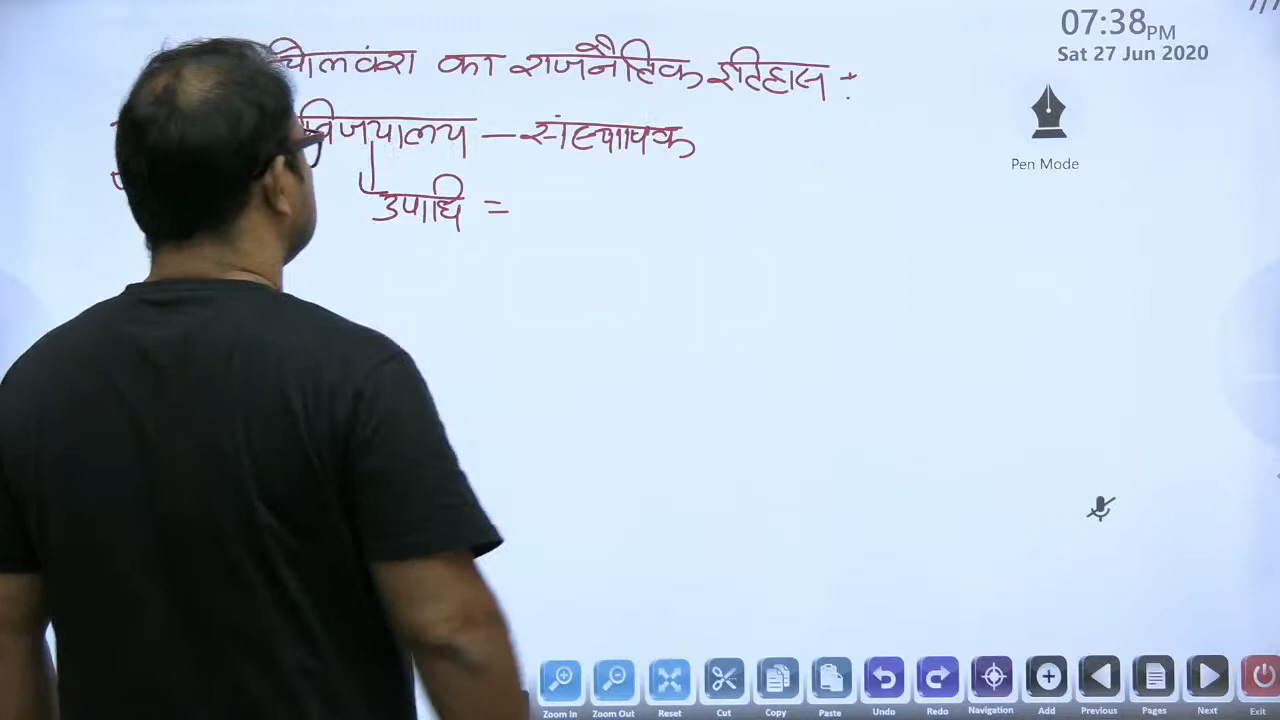 07:38PM
Sat 27 Jun 2020
चोलवंश का राजनैतिक इतिहास :
विजयालय — संस्थापक
उपाधि =
Pen Mode
Zoom In Zoom Out Reset Cut Copy Paste Undo Redo Navigation Add Previous Pages Next Exit